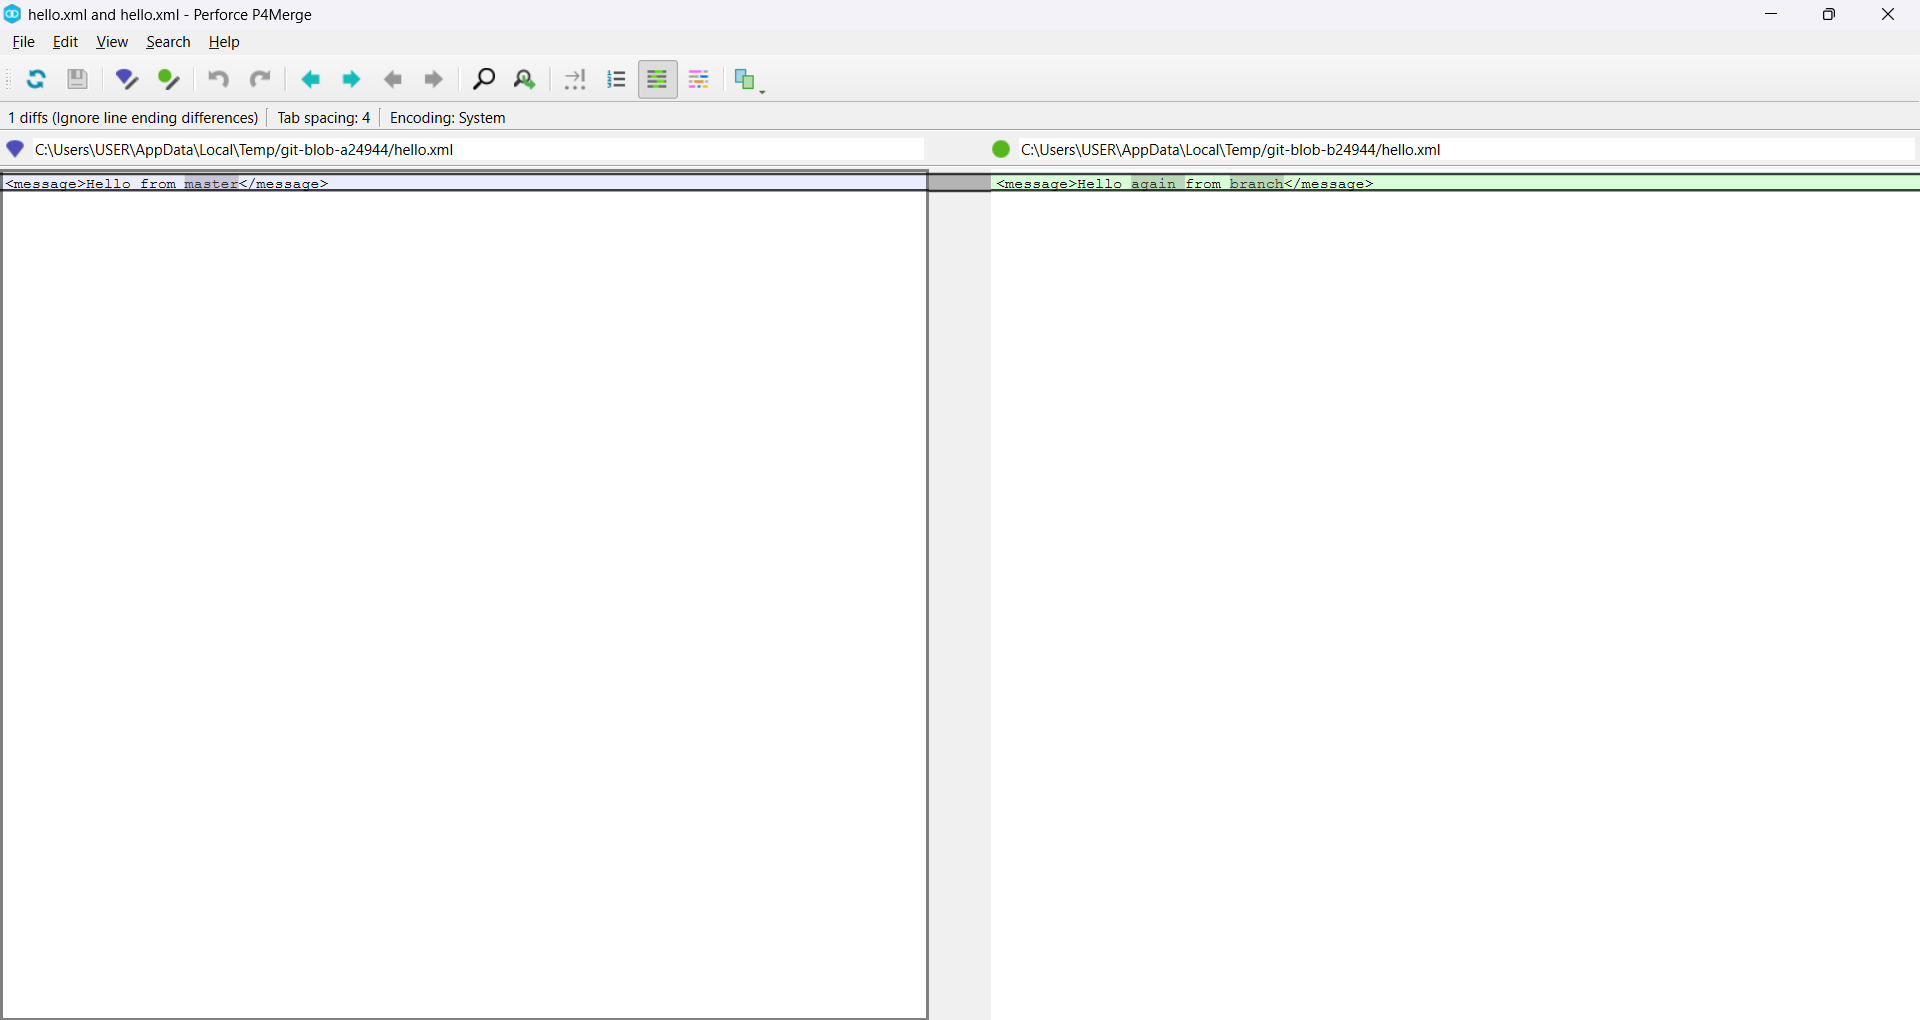 hello.xml and hello.xml - Perforce P4Merge
File Edit View Search Help
1 diffs (Ignore line ending differences) Tab spacing: 4 Encoding: System
C:\Users\USER\AppData\Local\Temp/git-blob-a24944/hello.xml
C:\Users\USER\AppData\Local\Temp/git-blob-b24944/hello.xml
<message>Hello from master</message>
<message>Hello again from branch</message>